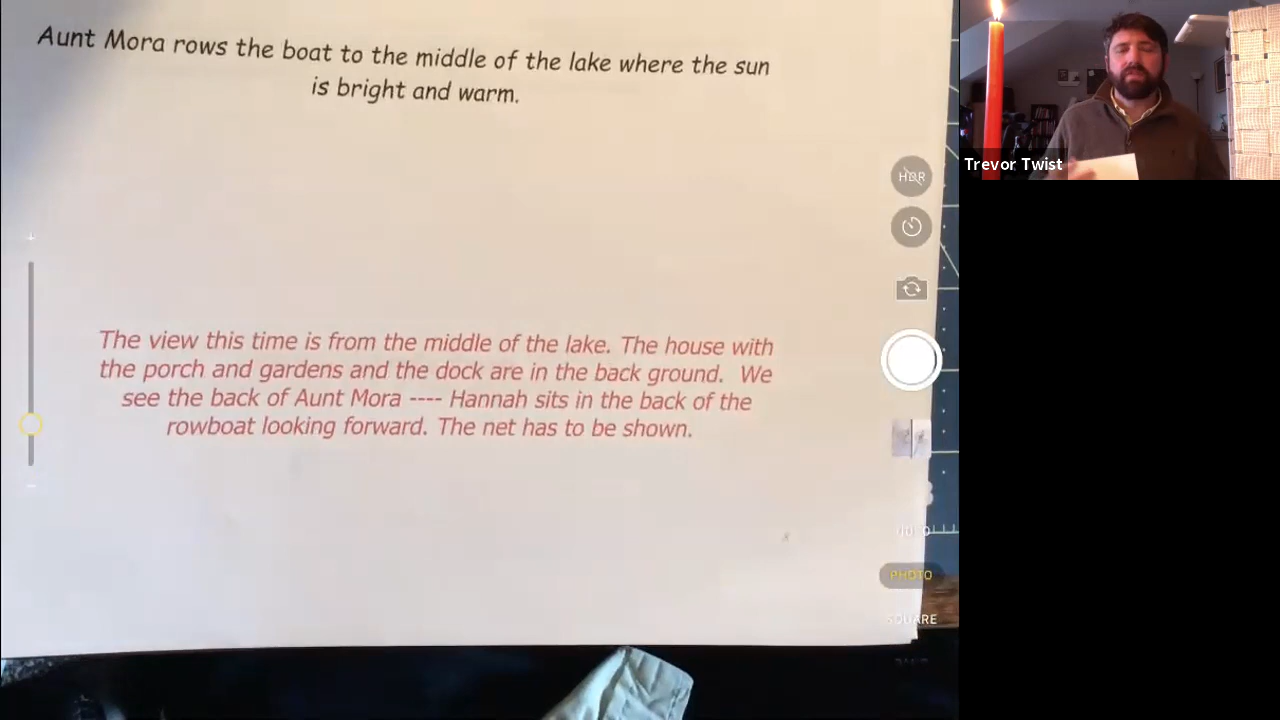 Aunt Mora rows the boat to the middle of the lake where the sun
is bright and warm.
The view this time is from the middle of the lake. The house with
the porch and gardens and the dock are in the back ground. We
see the back of Aunt Mora ---- Hannah sits in the back of the
rowboat looking forward. The net has to be shown.
HDR
PHOTO
SQUARE
Trevor Twist